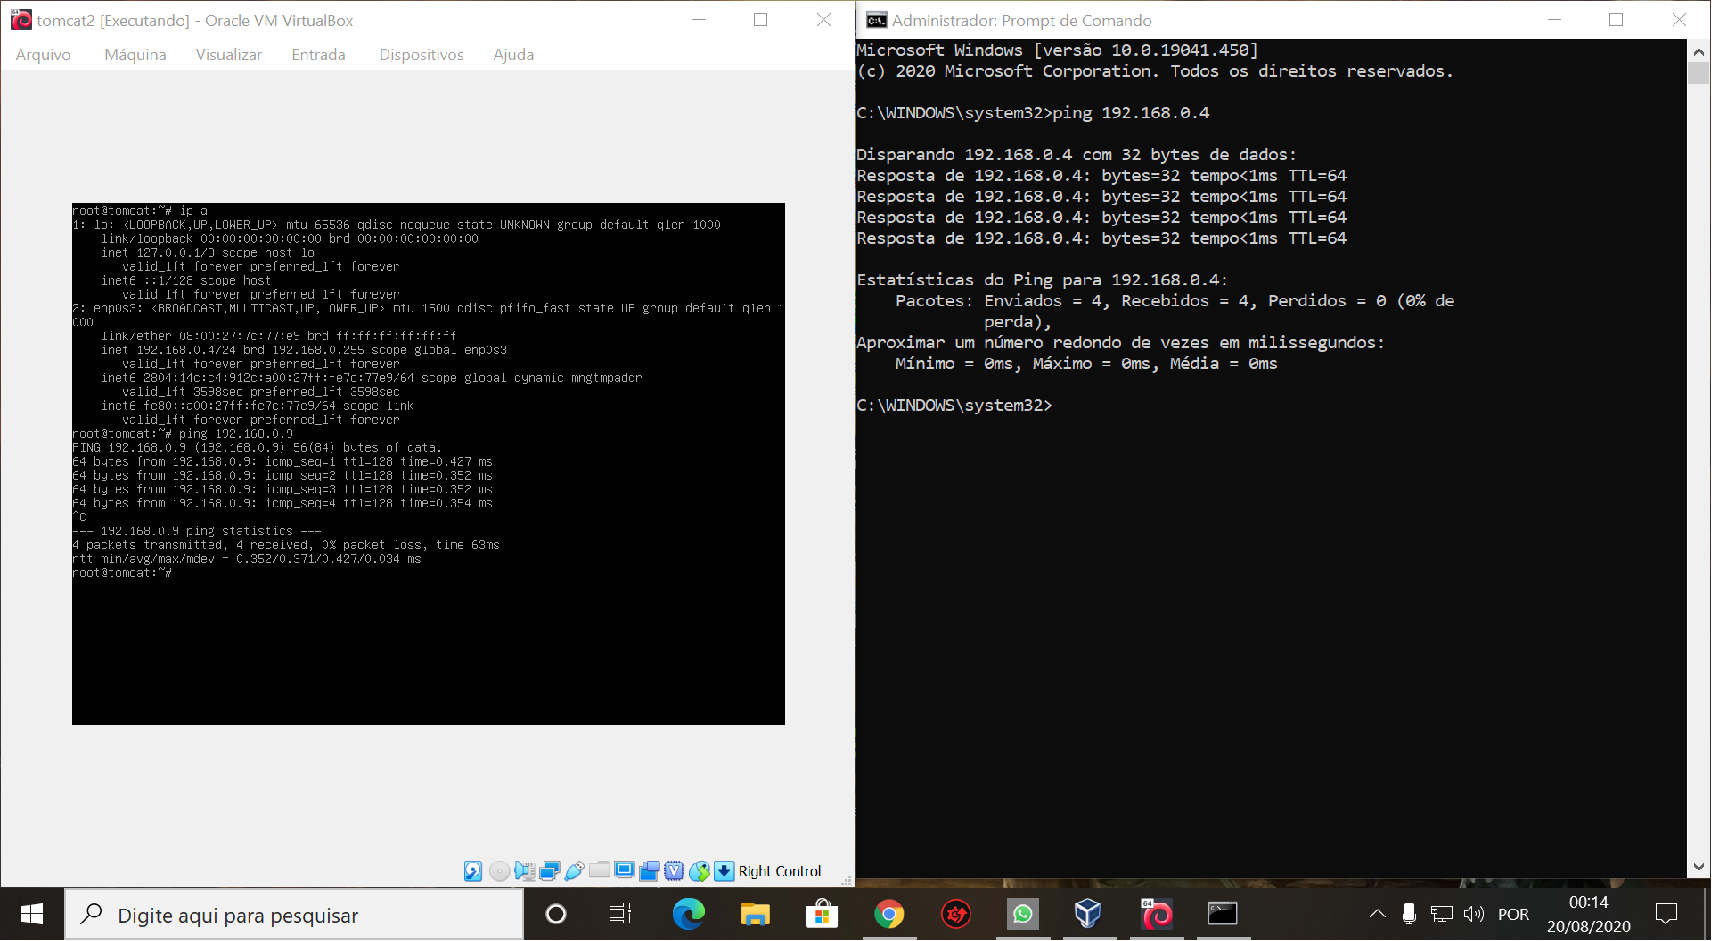 tomcat2 [Executando] - Oracle VM VirtualBox
Arquivo Máquina Visualizar Entrada Dispositivos Ajuda
root@tomcat:~# ip a
1: lo: <LOOPBACK,UP,LOWER_UP> mtu 65536 qdisc noqueue state UNKNOWN group default qlen 1000
link/loopback 00:00:00:00:00:00 brd 00:00:00:00:00:00
inet 127.0.0.1/8 scope host lo
valid_lft forever preferred_lft forever
inet6 ::1/128 scope host
valid_lft forever preferred_lft forever
2: enp0s3: <BROADCAST,MULTICAST,UP,LOWER_UP> mtu 1500 qdisc pfifo_fast state UP group default qlen 1
000
link/ether 08:00:27:7c:77:e9 brd ff:ff:ff:ff:ff:ff
inet 192.168.0.4/24 brd 192.168.0.255 scope global enp0s3
valid_lft forever preferred_lft forever
inet6 scope global dynamic mngtmpaddr
valid_lft 3598sec preferred_lft 3598sec
inet6 fe80::a00:27ff:fe7c:77e9/64 scope link
valid_lft forever preferred_lft forever
root@tomcat:~# ping 192.168.0.9
PING 192.168.0.9 (192.168.0.9) 56(84) bytes of data.
64 bytes from 192.168.0.9: icmp_seq=1 ttl=128 time=0.427 ms
64 bytes from 192.168.0.9: icmp_seq=2 ttl=128 time=0.352 ms
64 bytes from 192.168.0.9: icmp_seq=3 ttl=128 time=0.352 ms
64 bytes from 192.168.0.9: icmp_seq=4 ttl=128 time=0.354 ms
^C
--- 192.168.0.9 ping statistics ---
4 packets transmitted, 4 received, 0% packet loss, time 63ms
rtt min/avg/max/mdev = 0.352/0.371/0.427/0.034 ms
root@tomcat:~#
Right Control
Administrador: Prompt de Comando
Microsoft Windows [versão 10.0.19041.450]
(c) 2020 Microsoft Corporation. Todos os direitos reservados.
C:\WINDOWS\system32>ping 192.168.0.4
Disparando 192.168.0.4 com 32 bytes de dados:
Resposta de 192.168.0.4: bytes=32 tempo<1ms TTL=64
Resposta de 192.168.0.4: bytes=32 tempo<1ms TTL=64
Resposta de 192.168.0.4: bytes=32 tempo<1ms TTL=64
Resposta de 192.168.0.4: bytes=32 tempo<1ms TTL=64
Estatísticas do Ping para 192.168.0.4:
Pacotes: Enviados = 4, Recebidos = 4, Perdidos = 0 (0% de
perda),
Aproximar um número redondo de vezes em milissegundos:
Mínimo = 0ms, Máximo = 0ms, Média = 0ms
C:\WINDOWS\system32>
Digite aqui para pesquisar
POR
00:14
20/08/2020